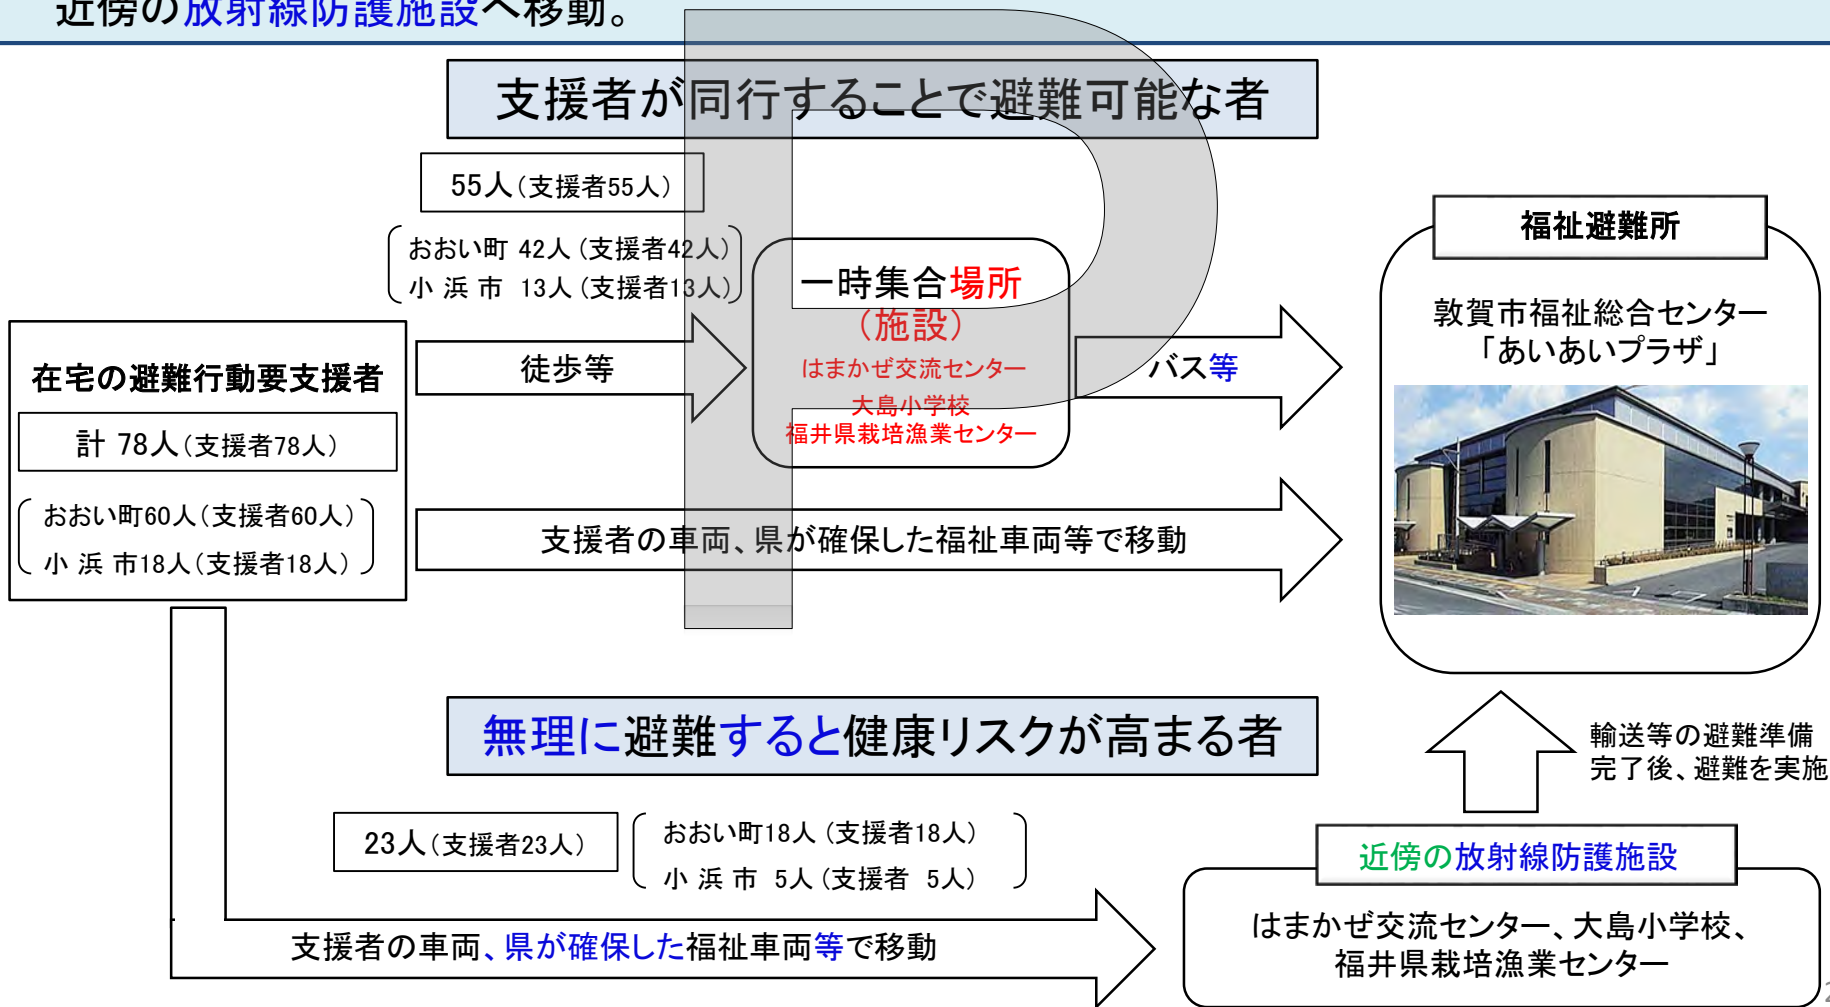 近傍の放射線防護施設へ移動。
支援者が同行することで避難可能な者
55人(支援者55人)
おおい町 42人(支援者42人)
小 浜 市 13人(支援者13人)
一時集合場所
(施設)
はまかぜ交流センター
大島小学校
福井県栽培漁業センター
福祉避難所
敦賀市福祉総合センター
「あいあいプラザ」
在宅の避難行動要支援者
計 78人(支援者78人)
おおい町60人(支援者60人)
小 浜 市18人(支援者18人)
徒歩等
バス等
支援者の車両、県が確保した福祉車両等で移動
P
無理に避難すると健康リスクが高まる者
23人(支援者23人)
おおい町18人(支援者18人)
小 浜 市 5人(支援者 5人)
輸送等の避難準備
完了後、避難を実施
近傍の放射線防護施設
はまかぜ交流センター、大島小学校、
福井県栽培漁業センター
支援者の車両、県が確保した福祉車両等で移動